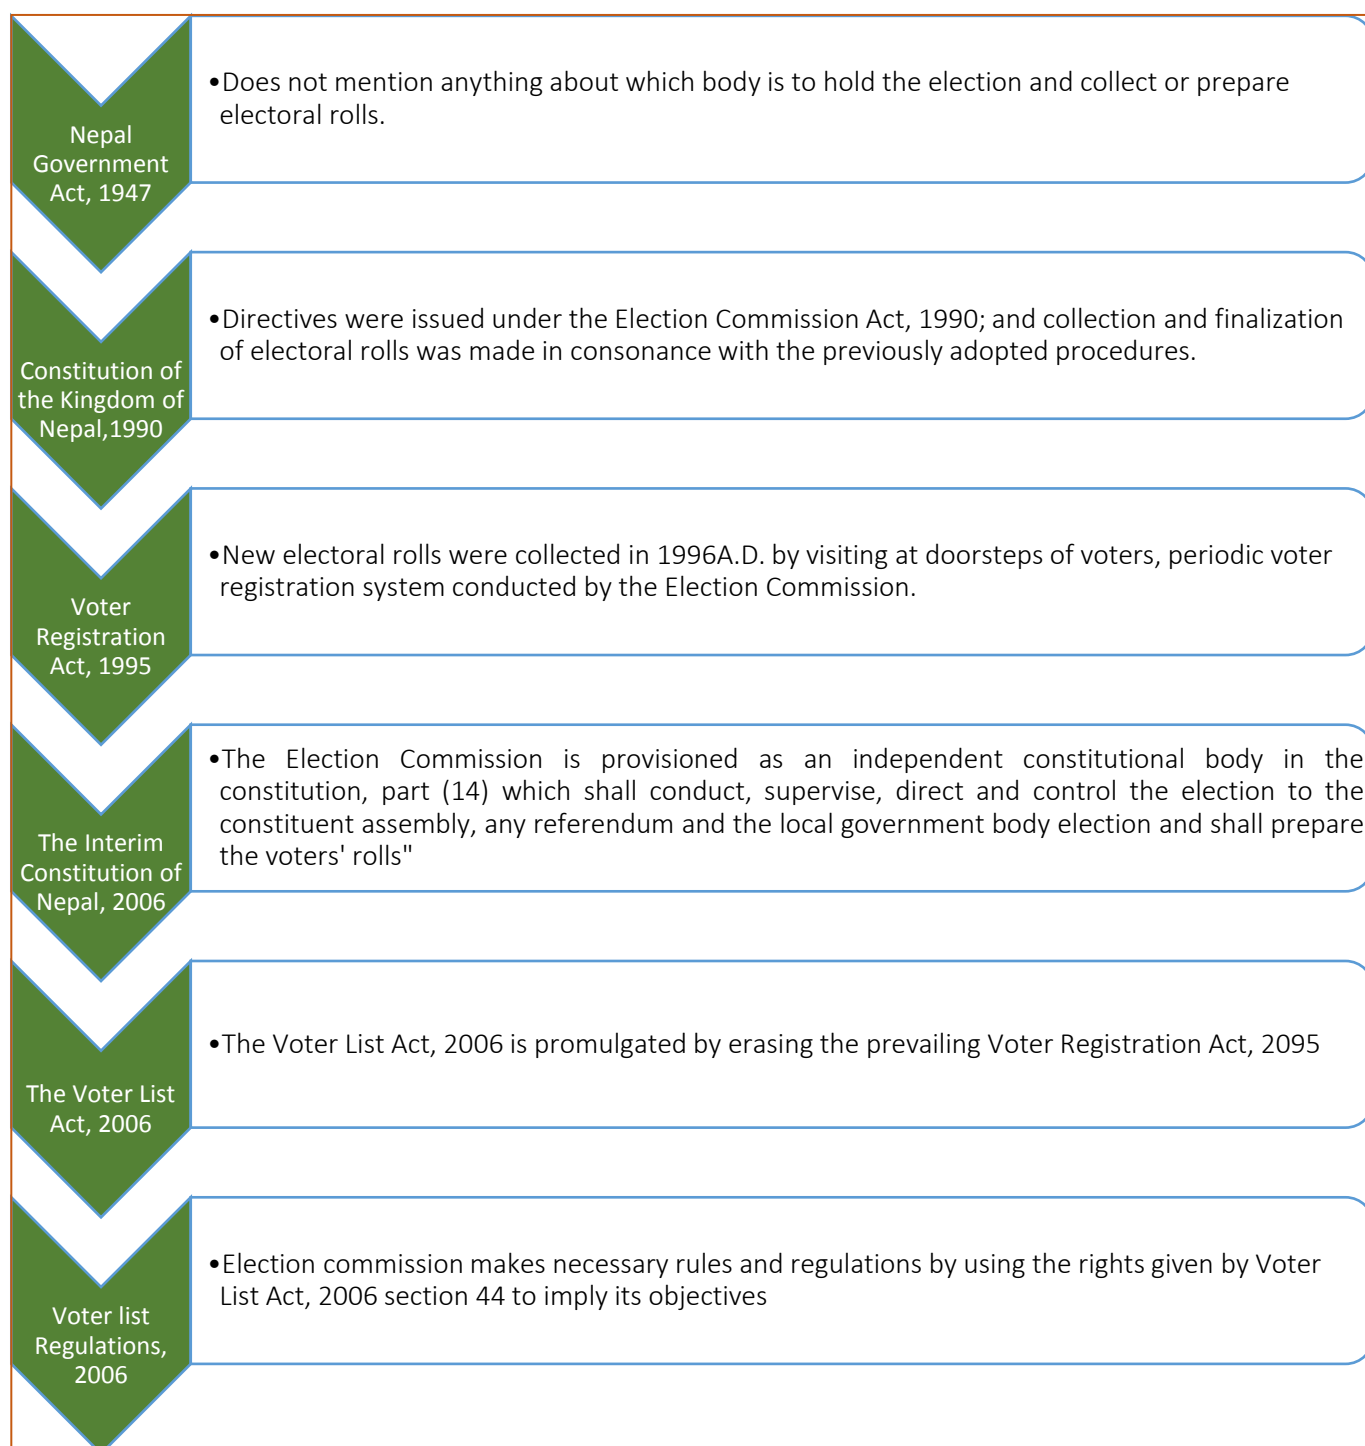 Nepal
Government
Act, 1947
•Does not mention anything about which body is to hold the election and collect or prepare
electoral rolls.
Constitution of
the Kingdom of
Nepal,1990
•Directives were issued under the Election Commission Act, 1990; and collection and finalization
of electoral rolls was made in consonance with the previously adopted procedures.
Voter
Registration
Act, 1995
•New electoral rolls were collected in 1996A.D. by visiting at doorsteps of voters, periodic voter
registration system conducted by the Election Commission.
The Interim
Constitution of
Nepal, 2006
•The Election Commission is provisioned as an independent constitutional body in the
constitution, part (14) which shall conduct, supervise, direct and control the election to the
constituent assembly, any referendum and the local government body election and shall prepare
the voters' rolls"
The Voter List
Act, 2006
•The Voter List Act, 2006 is promulgated by erasing the prevailing Voter Registration Act, 2095
Voter list
Regulations,
2006
•Election commission makes necessary rules and regulations by using the rights given by Voter
List Act, 2006 section 44 to imply its objectives